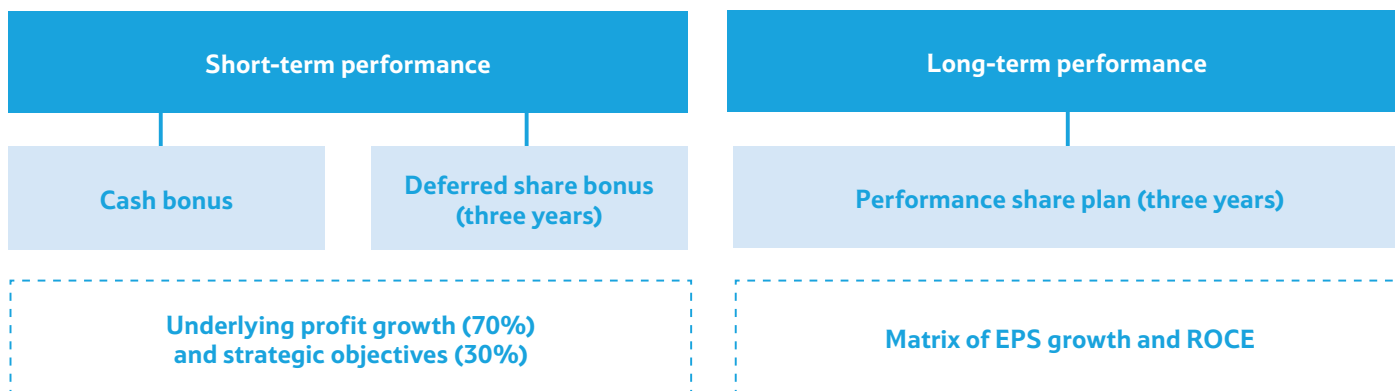 Short-term performance
Long-term performance
Cash bonus
Deferred share bonus
(three years)
Performance share plan (three years)
Underlying profit growth (70%)
and strategic objectives (30%)
Matrix of EPS growth and ROCE